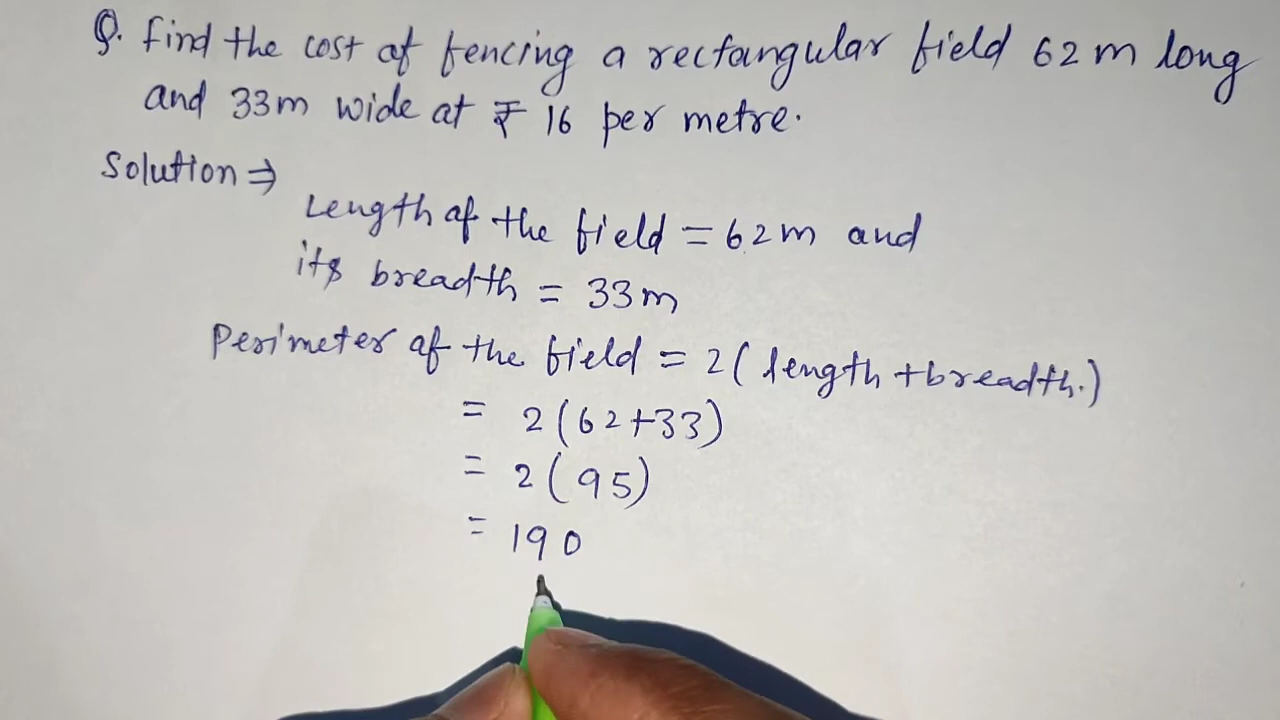 Q. Find the cost of fencing a rectangular field 62 m long
and 33m wide at ₹ 16 per metre.
Solution ⇒
Length of the field = 62m and
its breadth = 33m
Perimeter of the field = 2( length + breadth.)
= 2(62+33)
= 2(95)
= 190